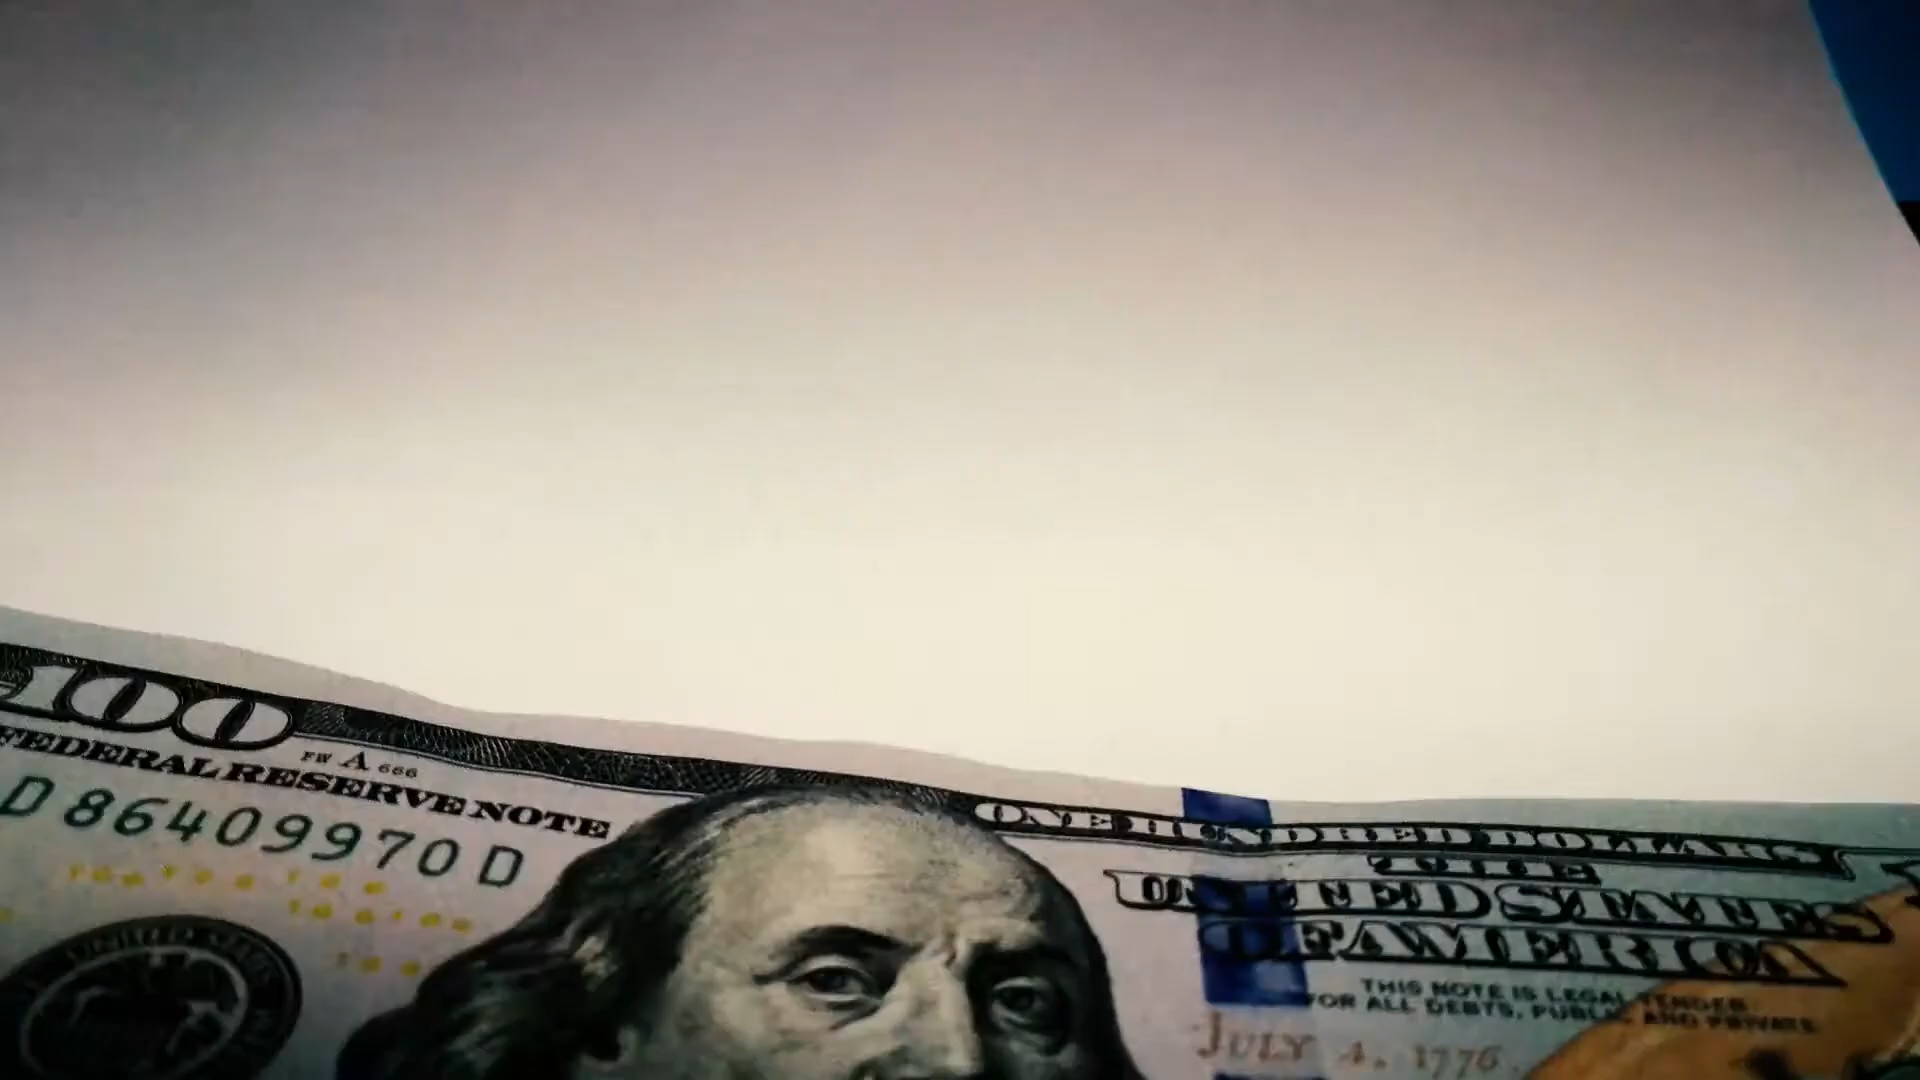 100
FW A 666
FEDERAL RESERVE NOTE
D 86409970 D
ONE HUNDRED DOLLARS
THE
UNITED STATES
OF AMERICA
THIS NOTE IS LEGAL TENDER
FOR ALL DEBTS, PUBLIC AND PRIVATE
JULY 4, 1776.